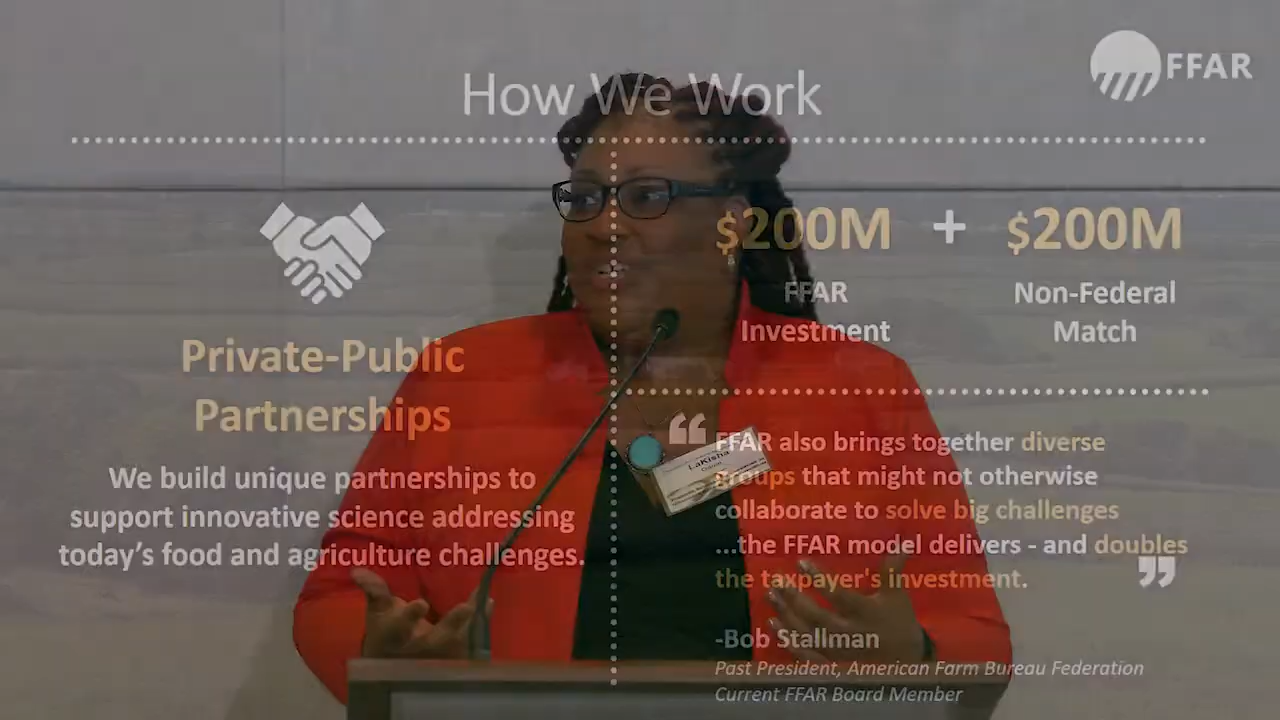 FFAR
How We Work
Private-Public
Partnerships
We build unique partnerships to
support innovative science addressing
today's food and agriculture challenges.
$200M + $200M
FFAR Non-Federal
Investment Match
“ FFAR also brings together diverse
groups that might not otherwise
collaborate to solve big challenges
...the FFAR model delivers - and doubles
the taxpayer's investment. ”
-Bob Stallman
Past President, American Farm Bureau Federation
Current FFAR Board Member
LaKisha